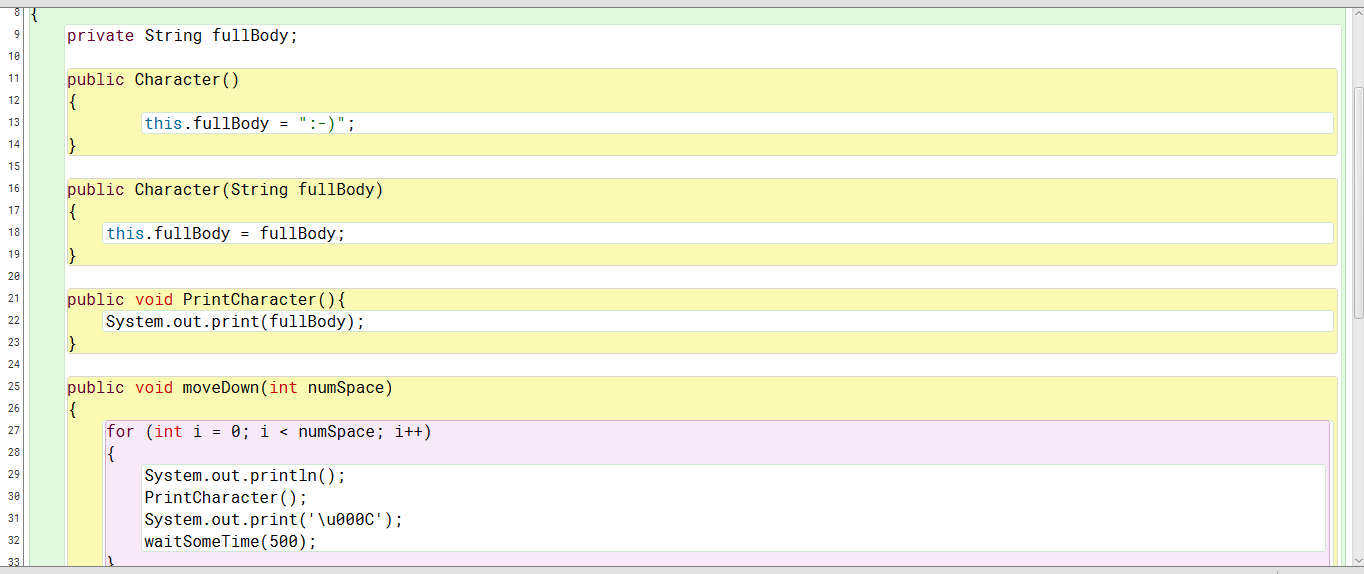 8 {
9 private String fullBody;
10
11 public Character()
12 {
13 this.fullBody = ":-)";
14 }
15
16 public Character(String fullBody)
17 {
18 this.fullBody = fullBody;
19 }
20
21 public void PrintCharacter(){
22 System.out.print(fullBody);
23 }
24
25 public void moveDown(int numSpace)
26 {
27 for (int i = 0; i < numSpace; i++)
28 {
29 System.out.println();
30 PrintCharacter();
31 System.out.print('\u000C');
32 waitSomeTime(500);
33 }